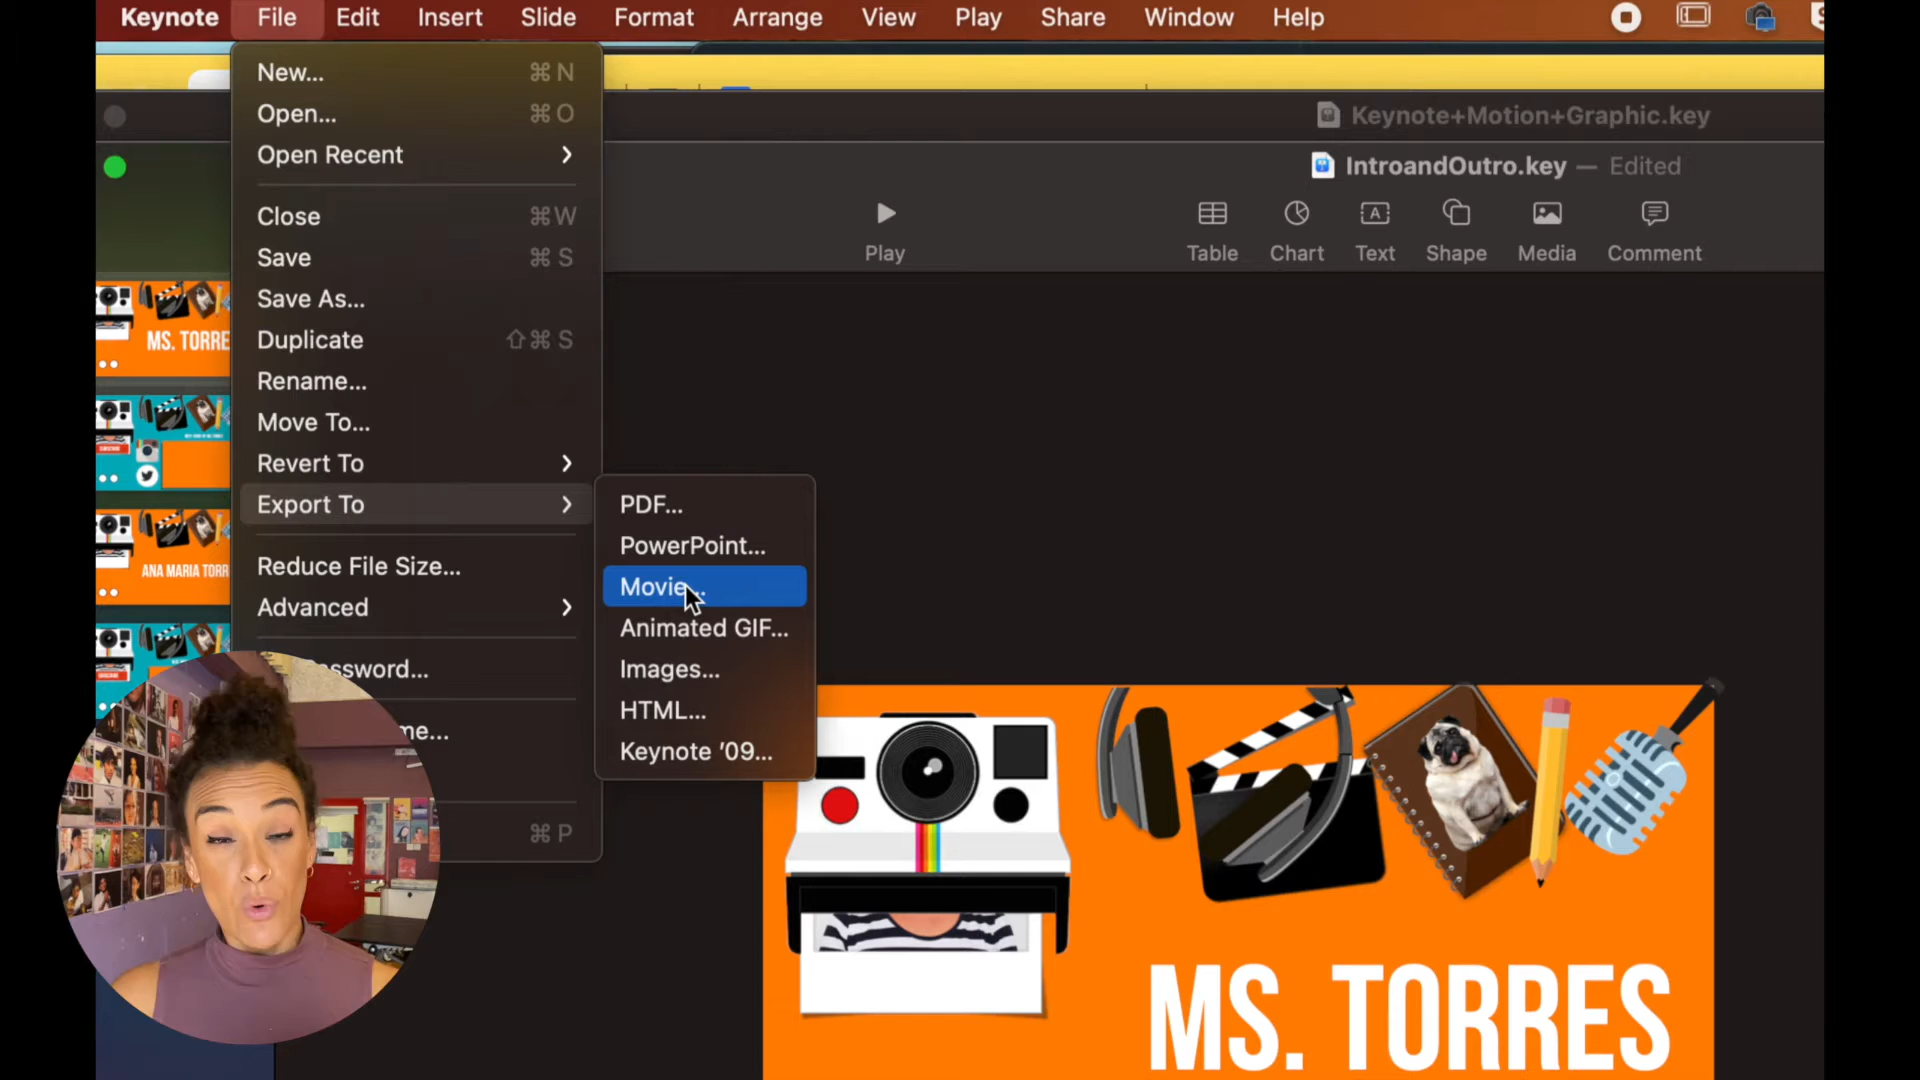 Keynote File Edit Insert Slide Format Arrange View Play Share Window Help
New... ⌘ N
Open... ⌘ O
Open Recent
Close ⌘ W
Save ⌘ S
Save As...
Duplicate ⇧ ⌘ S
Rename...
Move To...
Revert To
Export To
Reduce File Size...
Advanced
⌘ P
PDF...
PowerPoint...
Movie...
Animated GIF...
Images...
HTML...
Keynote '09...
Keynote+Motion+Graphic.key
IntroandOutro.key — Edited
Play
Table Chart Text Shape Media Comment
MS. TORRE
ANA MARIA TORR
MS. TORRES